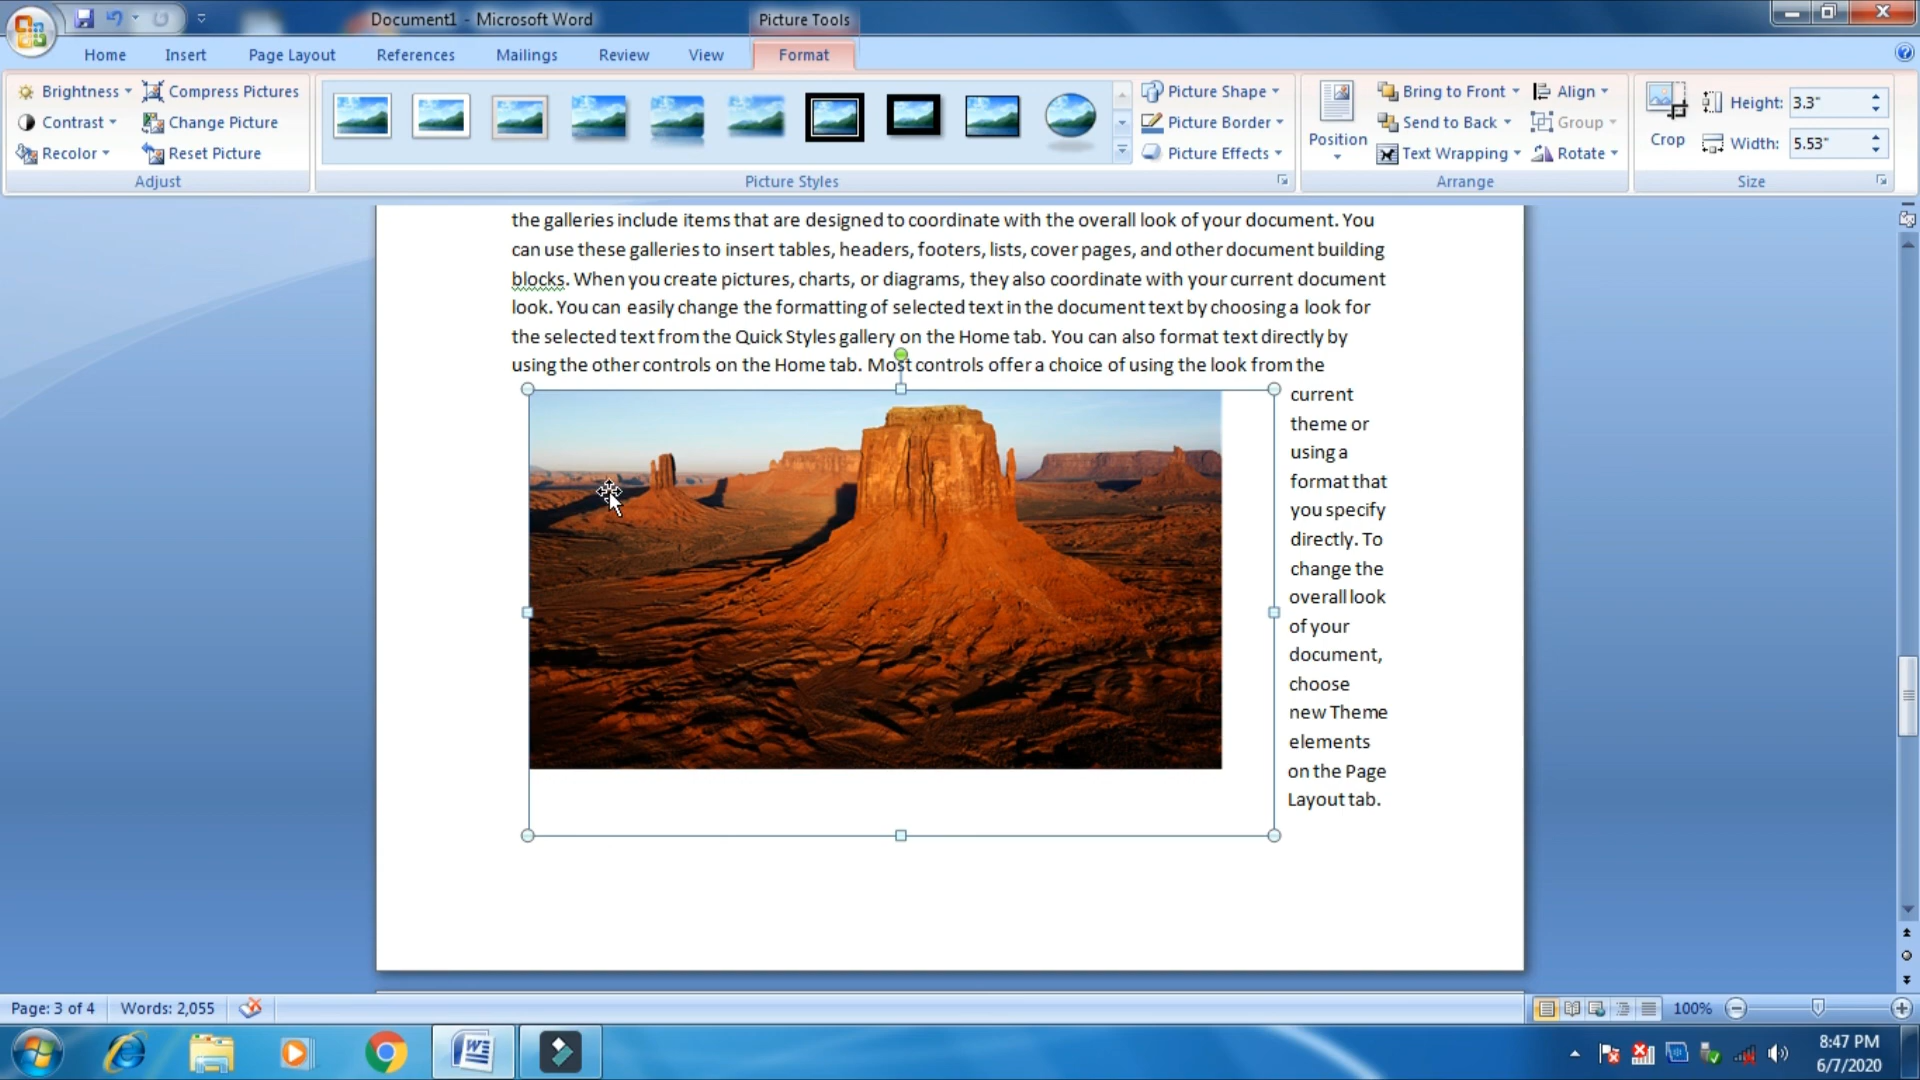 Document1 - Microsoft Word
Picture Tools
Home Insert Page Layout References Mailings Review View Format
Brightness Compress Pictures
Contrast Change Picture
Recolor Reset Picture
Adjust
Picture Shape
Picture Border
Picture Effects
Picture Styles
Position
Bring to Front Align
Send to Back Group
Text Wrapping Rotate
Arrange
Crop
Height: 3.3"
Width: 5.53"
Size
the galleries include items that are designed to coordinate with the overall look of your document. You
can use these galleries to insert tables, headers, footers, lists, cover pages, and other document building
blocks. When you create pictures, charts, or diagrams, they also coordinate with your current document
look. You can easily change the formatting of selected text in the document text by choosing a look for
the selected text from the Quick Styles gallery on the Home tab. You can also format text directly by
using the other controls on the Home tab. Most controls offer a choice of using the look from the
current
theme or
using a
format that
you specify
directly. To
change the
overall look
of your
document,
choose
new Theme
elements
on the Page
Layout tab.
Page: 3 of 4 Words: 2,055 100%
8:47 PM
6/7/2020